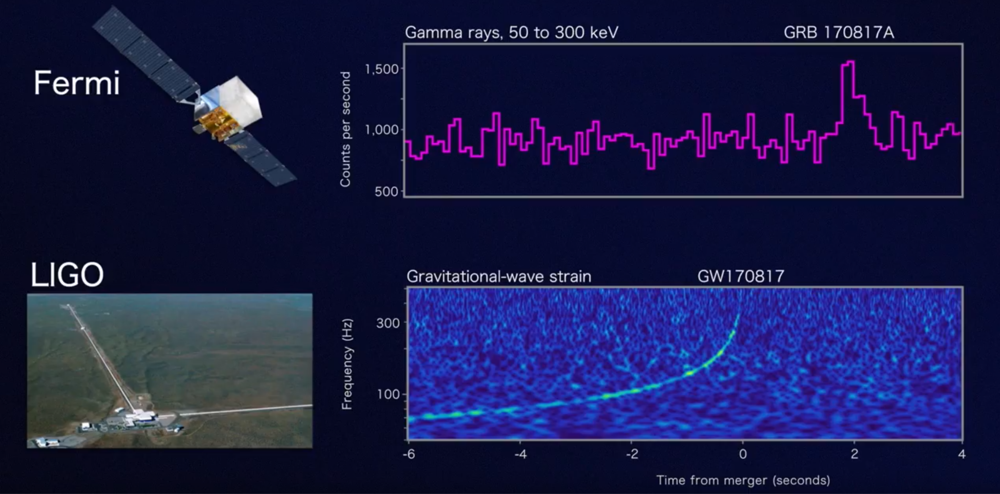 Fermi
Gamma rays, 50 to 300 keV
GRB 170817A
Counts per second
1,500
1,000
500
LIGO
Gravitational-wave strain
GW170817
Frequency (Hz)
300
100
-6
-4
-2
0
2
4
Time from merger (seconds)